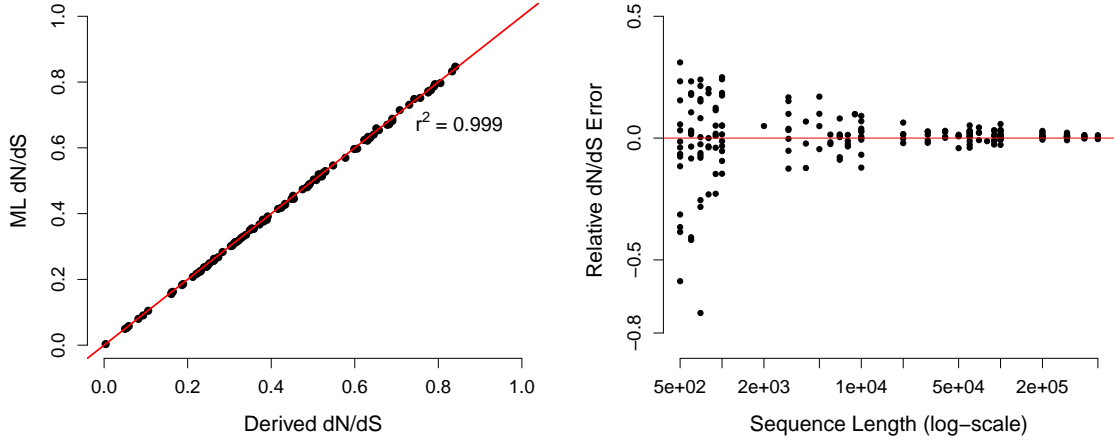 1.0
0.8
0.6
0.4
0.2
0.0
ML dN/dS
r² = 0.999
0.0 0.2 0.4 0.6 0.8 1.0
Derived dN/dS
0.5
0.0
−0.5
−0.8
Relative dN/dS Error
5e+02 2e+03 1e+04 5e+04 2e+05
Sequence Length (log−scale)